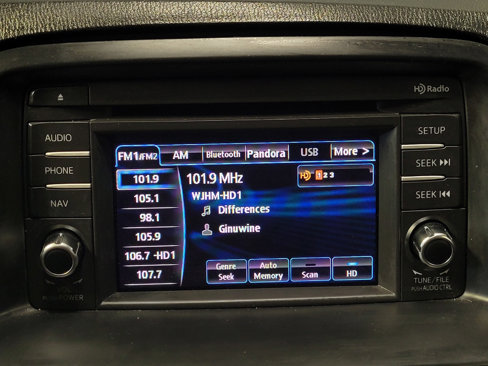 HD Radio
AUDIO
PHONE
NAV
PUSH POWER
FM1/FM2 AM Bluetooth Pandora USB More >
101.9
105.1
98.1
105.9
106.7 -HD1
107.7
101.9 MHz
HD 1 2 3
WJHM-HD1
Differences
Ginuwine
Genre Seek
Auto Memory
Scan
HD
SETUP
SEEK
SEEK
TUNE/FILE
PUSH AUDIO CTRL